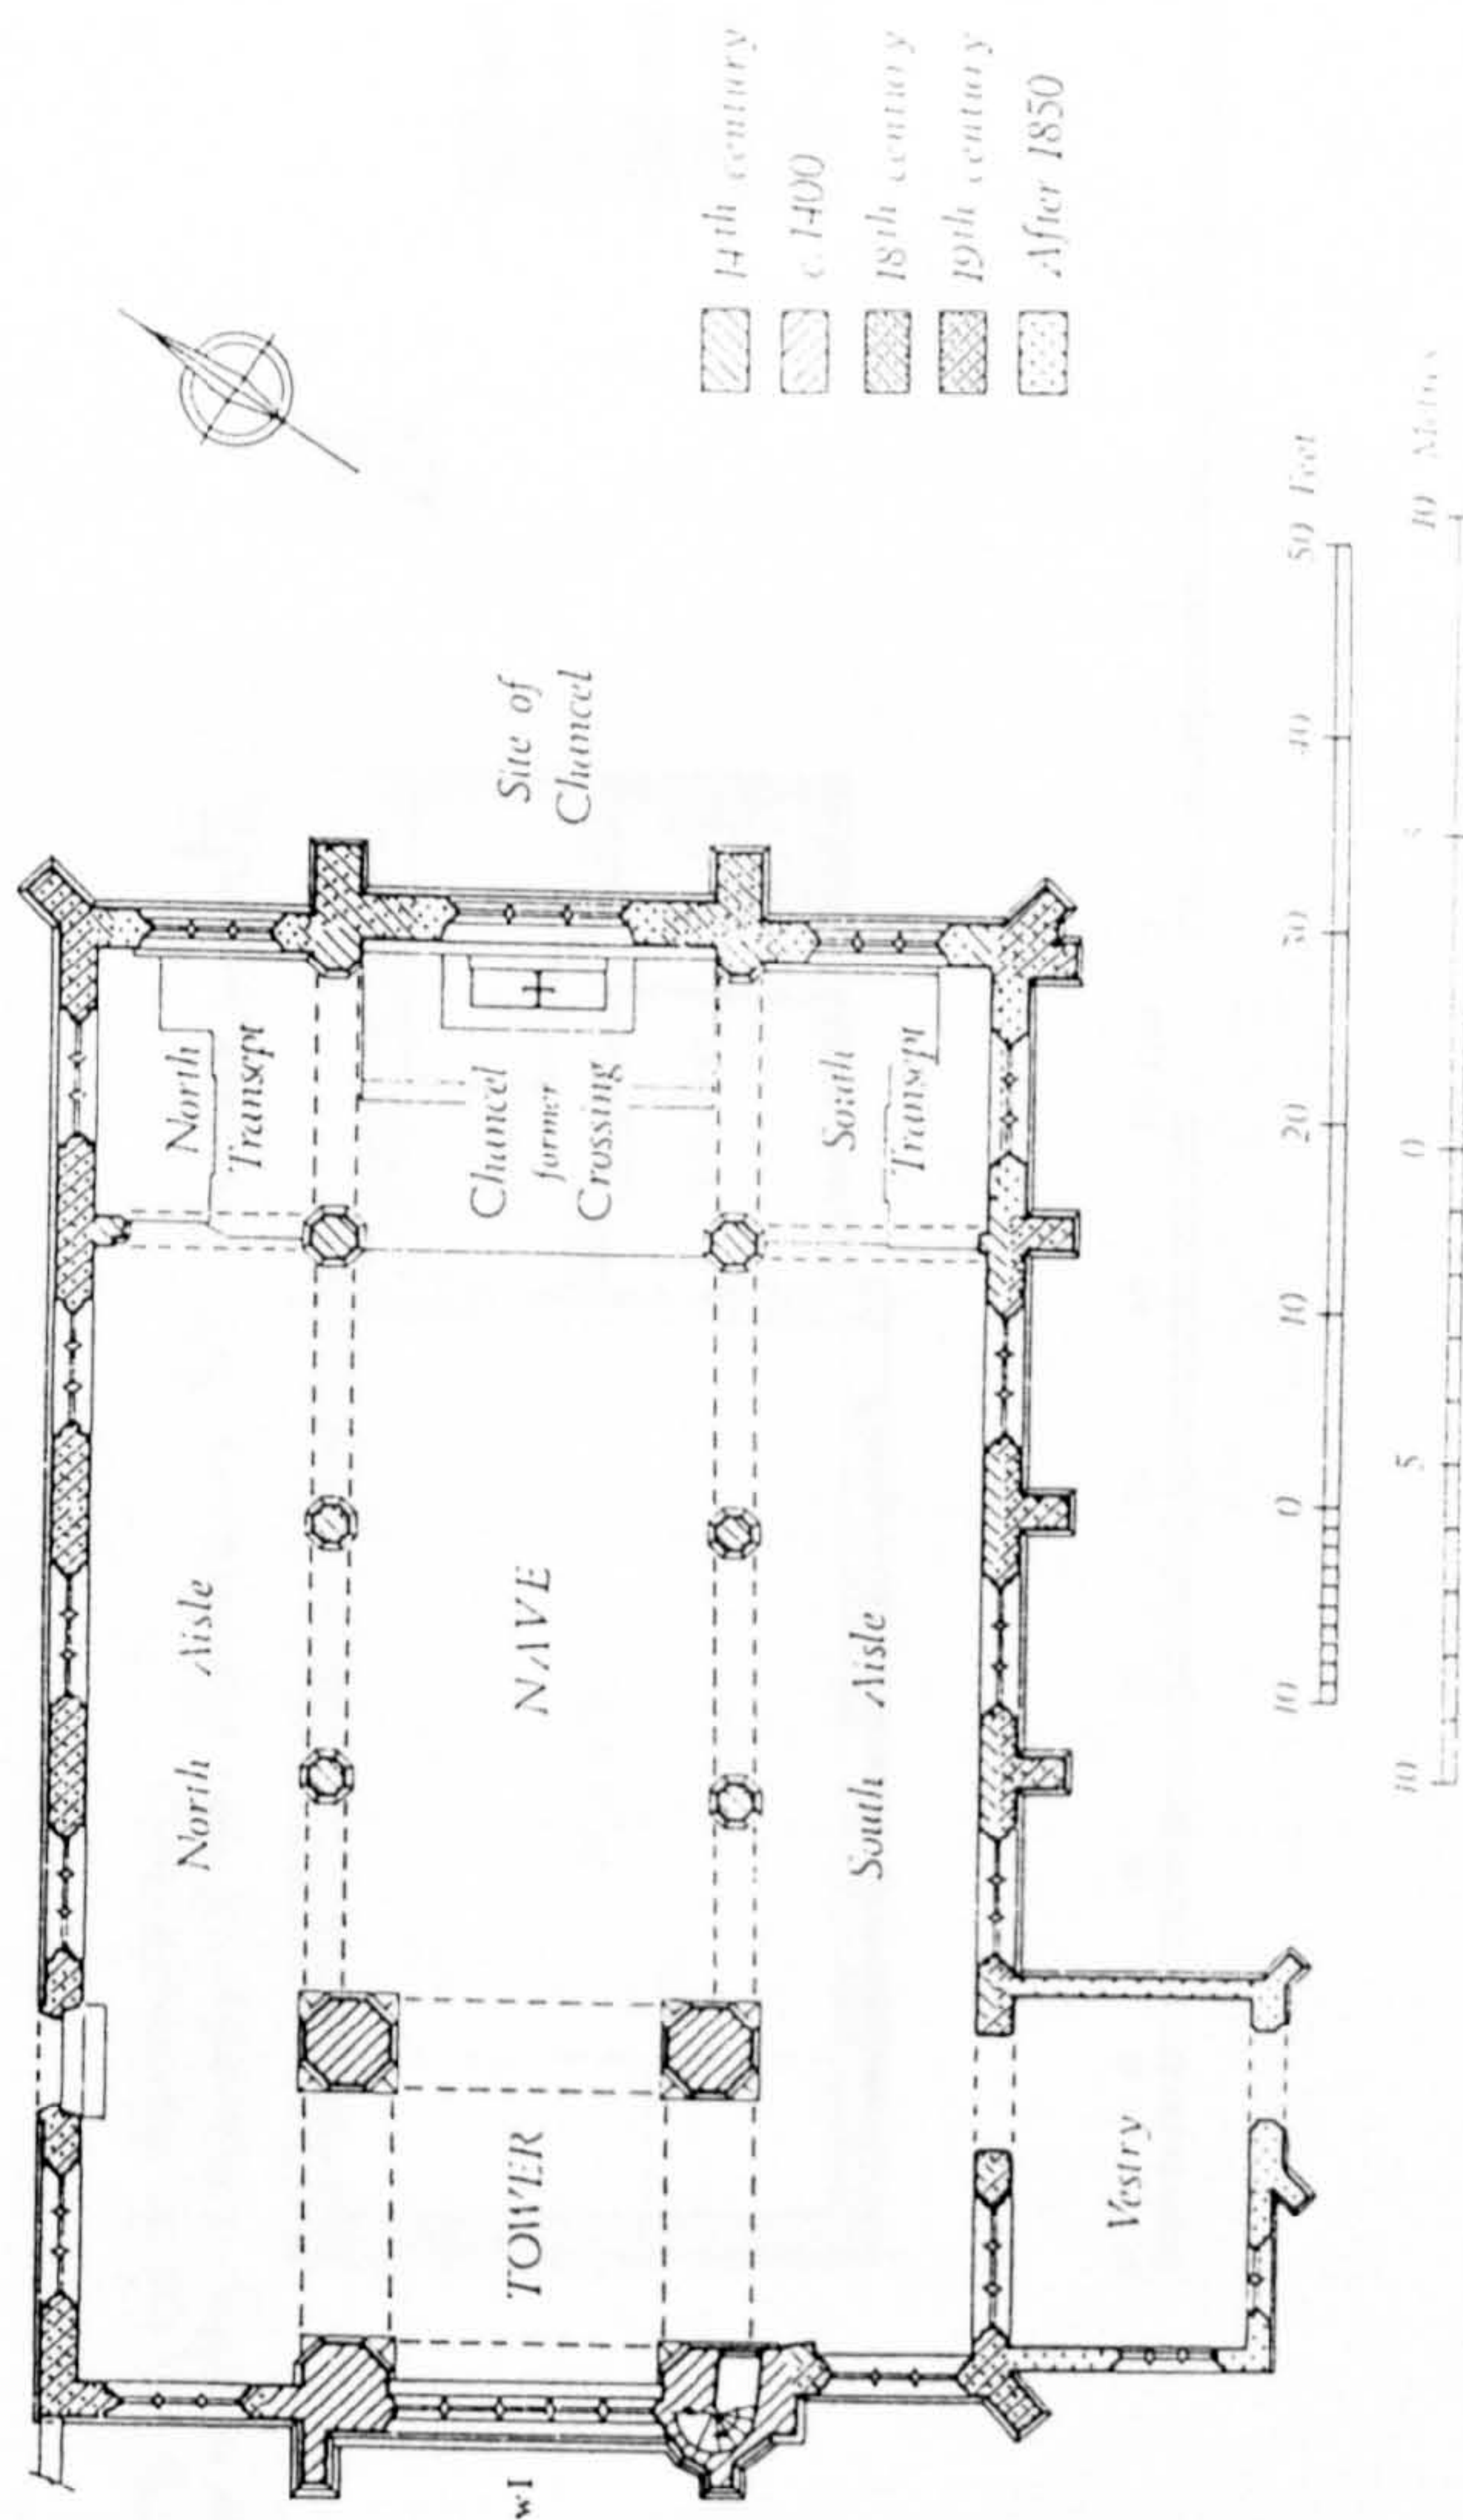 14th century
c. 1400
18th century
19th century
After 1850
Site of
Chancel
North
Transept
Chancel
former
Crossing
South
Transept
North Aisle
NAVE
South Aisle
TOWER
Vestry
w I
10 0 10 20 30 40 50 Feet
10 5 0 5 10 Metres